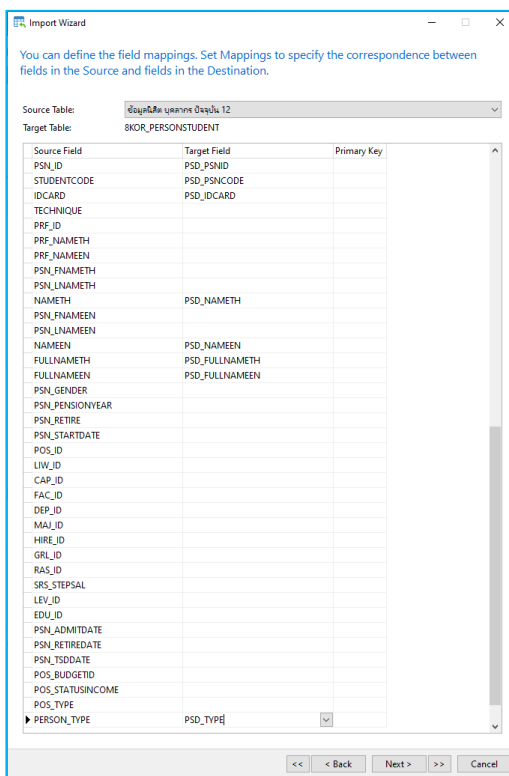 Import Wizard
You can define the field mappings. Set Mappings to specify the correspondence between
fields in the Source and fields in the Destination.
Source Table: ข้อมูลนิสิต บุคลากร ปัจจุบัน 12
Target Table: 8KOR_PERSONSTUDENT
Source Field Target Field Primary Key
PSN_ID PSD_PSNID
STUDENTCODE PSD_PSNCODE
IDCARD PSD_IDCARD
TECHNIQUE
PRF_ID
PRF_NAMETH
PRF_NAMEEN
PSN_FNAMETH
PSN_LNAMETH
NAMETH PSD_NAMETH
PSN_FNAMEEN
PSN_LNAMEEN
NAMEEN PSD_NAMEEN
FULLNAMETH PSD_FULLNAMETH
FULLNAMEEN PSD_FULLNAMEEN
PSN_GENDER
PSN_PENSIONYEAR
PSN_RETIRE
PSN_STARTDATE
POS_ID
LIW_ID
CAP_ID
FAC_ID
DEP_ID
MAJ_ID
HIRE_ID
GRL_ID
RAS_ID
SRS_STEPSAL
LEV_ID
EDU_ID
PSN_ADMITDATE
PSN_RETIREDATE
PSN_TSDDATE
POS_BUDGETID
POS_STATUSINCOME
POS_TYPE
PERSON_TYPE PSD_TYPE
<< < Back Next > >> Cancel